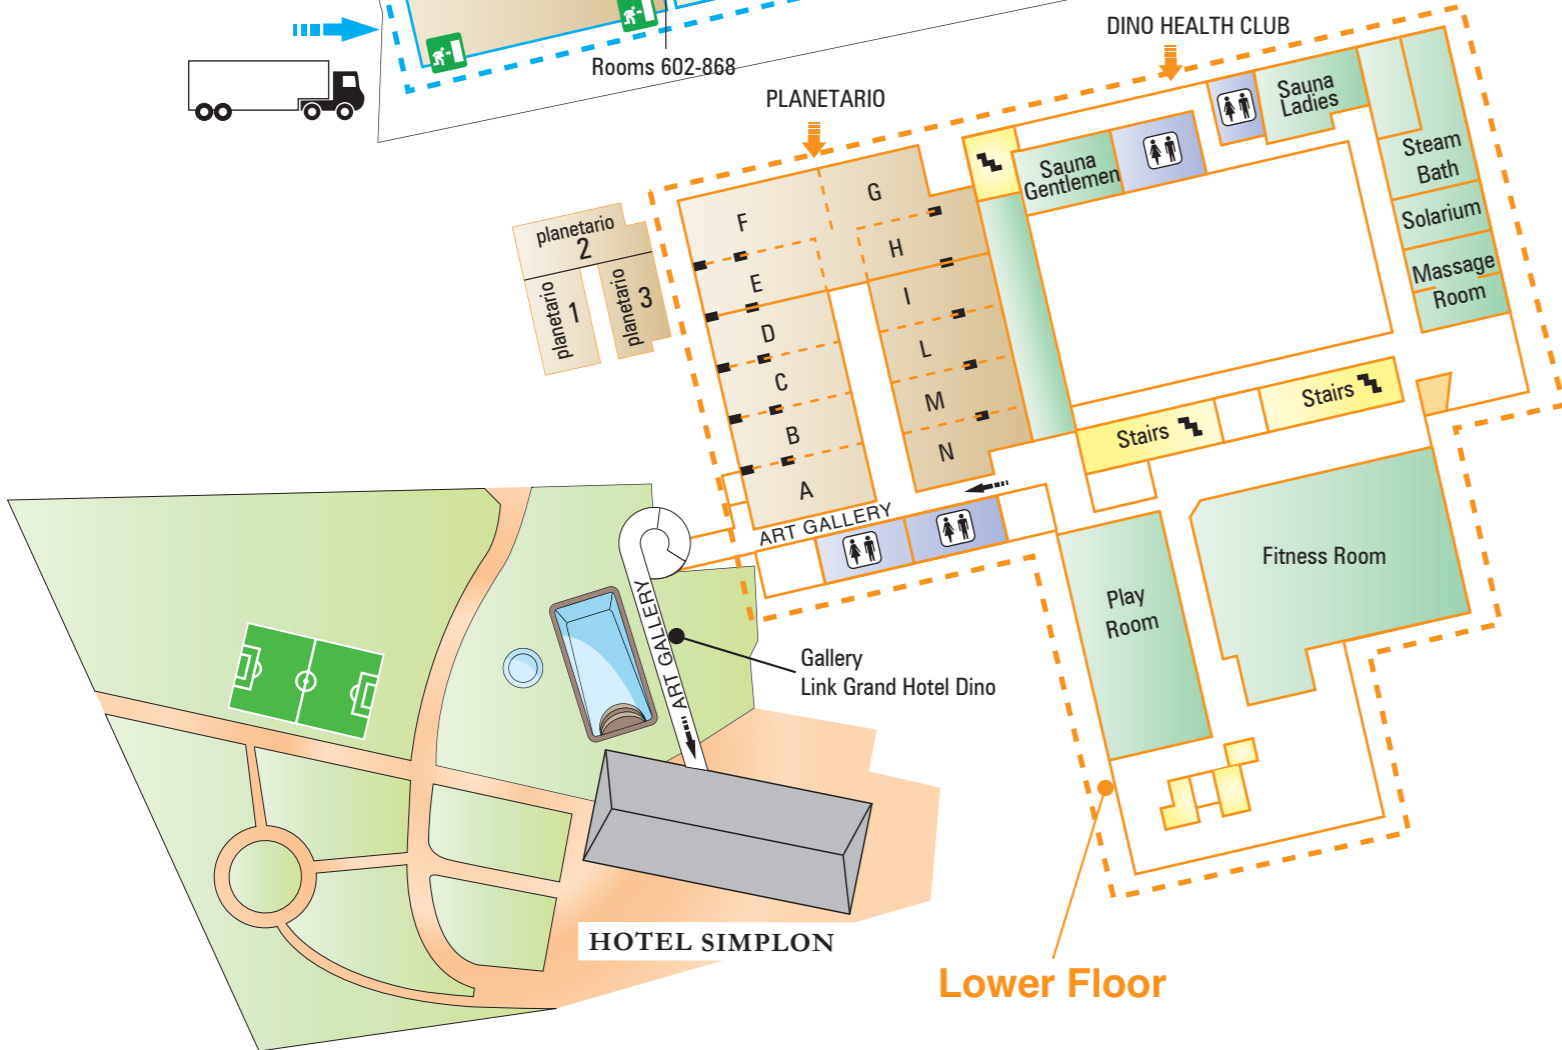 Rooms 602-868
DINO HEALTH CLUB
PLANETARIO
Sauna
Ladies
Sauna
Gentlemen
Steam
Bath
Solarium
Massage
Room
planetario
2
planetario
1
planetario
3
F
G
E
H
D
I
C
L
B
M
A
N
Stairs
Stairs
ART GALLERY
Fitness Room
Play
Room
ART GALLERY
Gallery
Link Grand Hotel Dino
HOTEL SIMPLON
Lower Floor